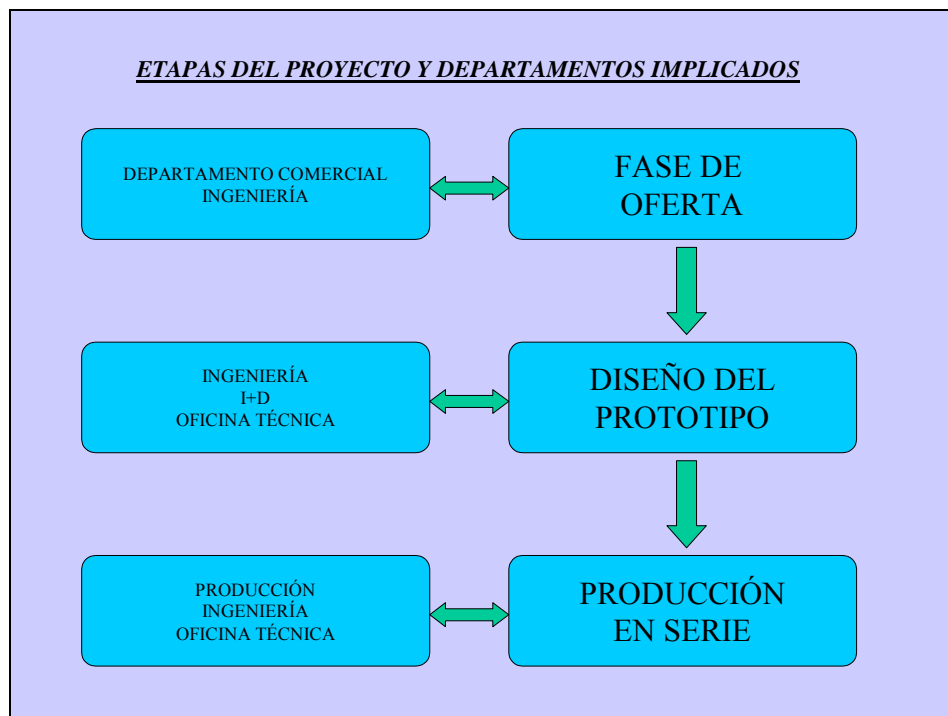 ETAPAS DEL PROYECTO Y DEPARTAMENTOS IMPLICADOS
DEPARTAMENTO COMERCIAL
INGENIERÍA
FASE DE
OFERTA
INGENIERÍA
I+D
OFICINA TÉCNICA
DISEÑO DEL
PROTOTIPO
PRODUCCIÓN
INGENIERÍA
OFICINA TÉCNICA
PRODUCCIÓN
EN SERIE